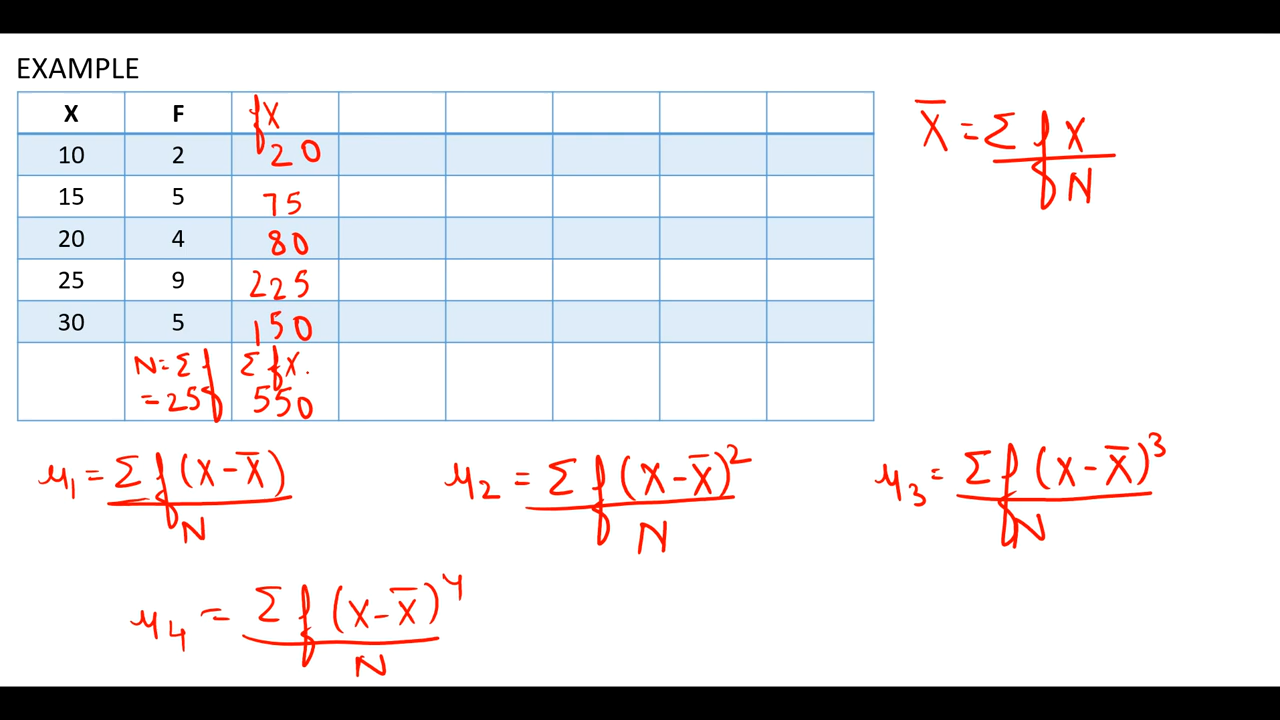 EXAMPLE
X F fX
10 2 20
15 5 75
20 4 80
25 9 225
30 5 150
N = Σf Σfx.
= 25 550
X̅ = Σfx / N
μ₁ = Σf(x-x̅) / N
μ₂ = Σf(x-x̅)² / N
μ₃ = Σf(x-x̅)³ / N
μ₄ = Σf(x-x̅)⁴ / N